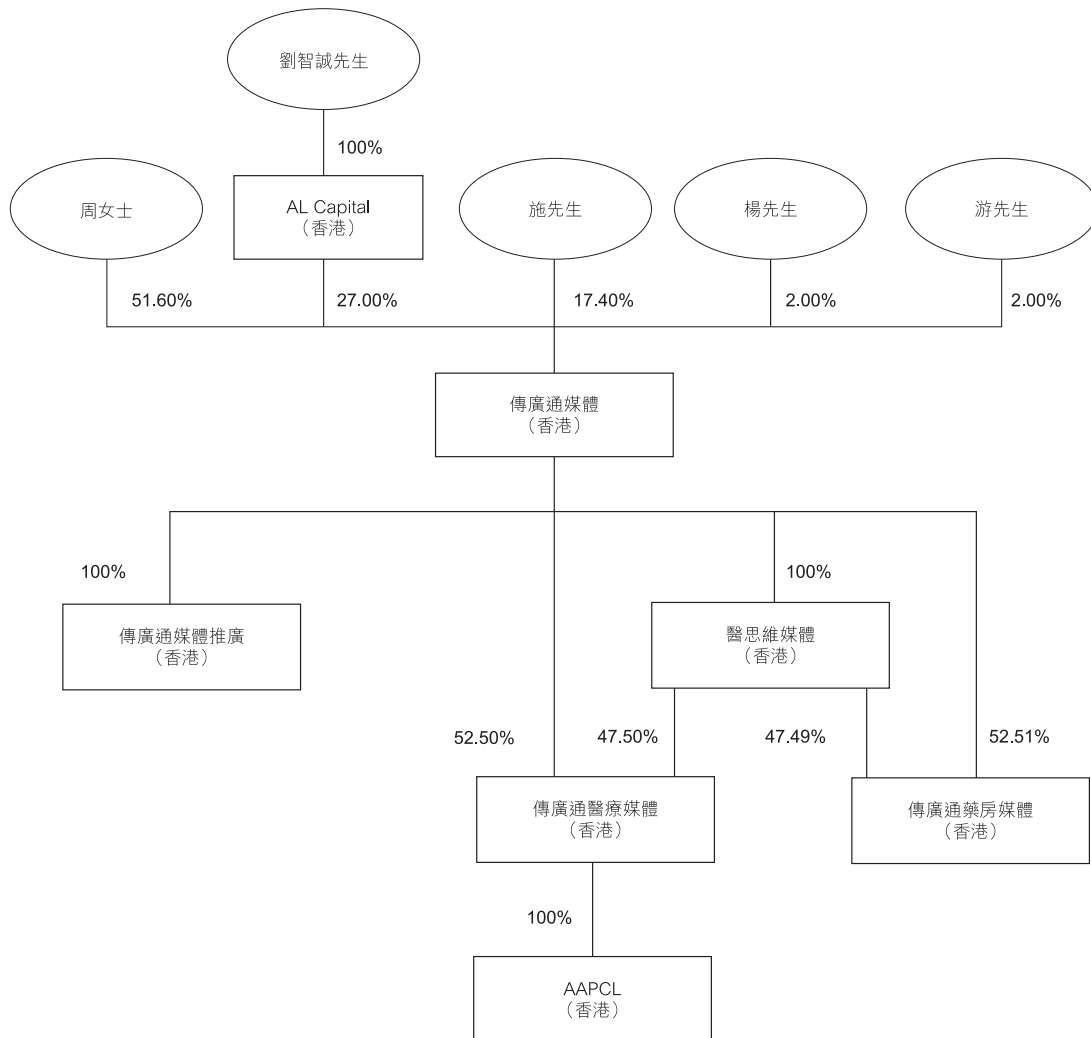 劉智誠先生
100%
周女士
AL Capital
（香港）
施先生
楊先生
游先生
51.60%
27.00%
17.40%
2.00%
2.00%
傳廣通媒體
（香港）
100%
100%
傳廣通媒體推廣
（香港）
醫思維媒體
（香港）
52.50%
47.50%
47.49%
52.51%
傳廣通醫療媒體
（香港）
傳廣通藥房媒體
（香港）
100%
AAPCL
（香港）